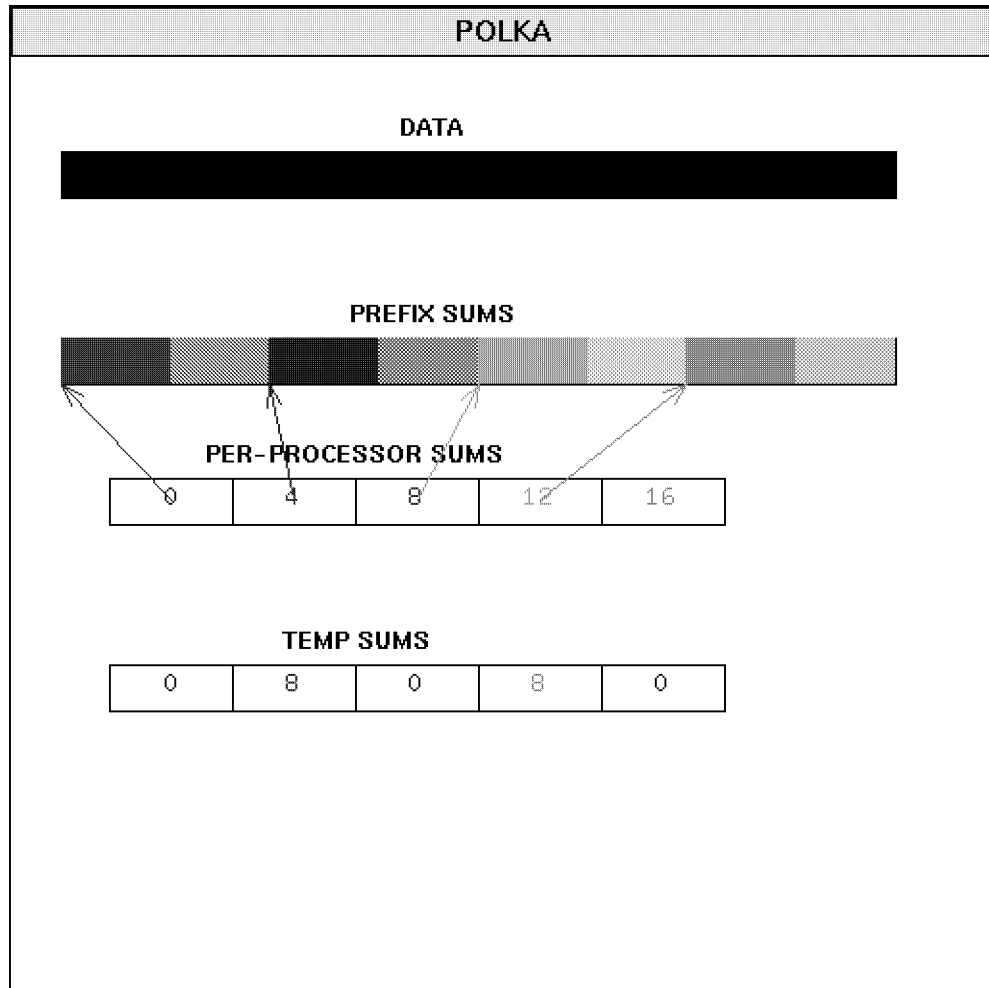 POLKA
DATA
PREFIX SUMS
PER-PROCESSOR SUMS
0 4 8 12 16
TEMP SUMS
0 8 0 8 0